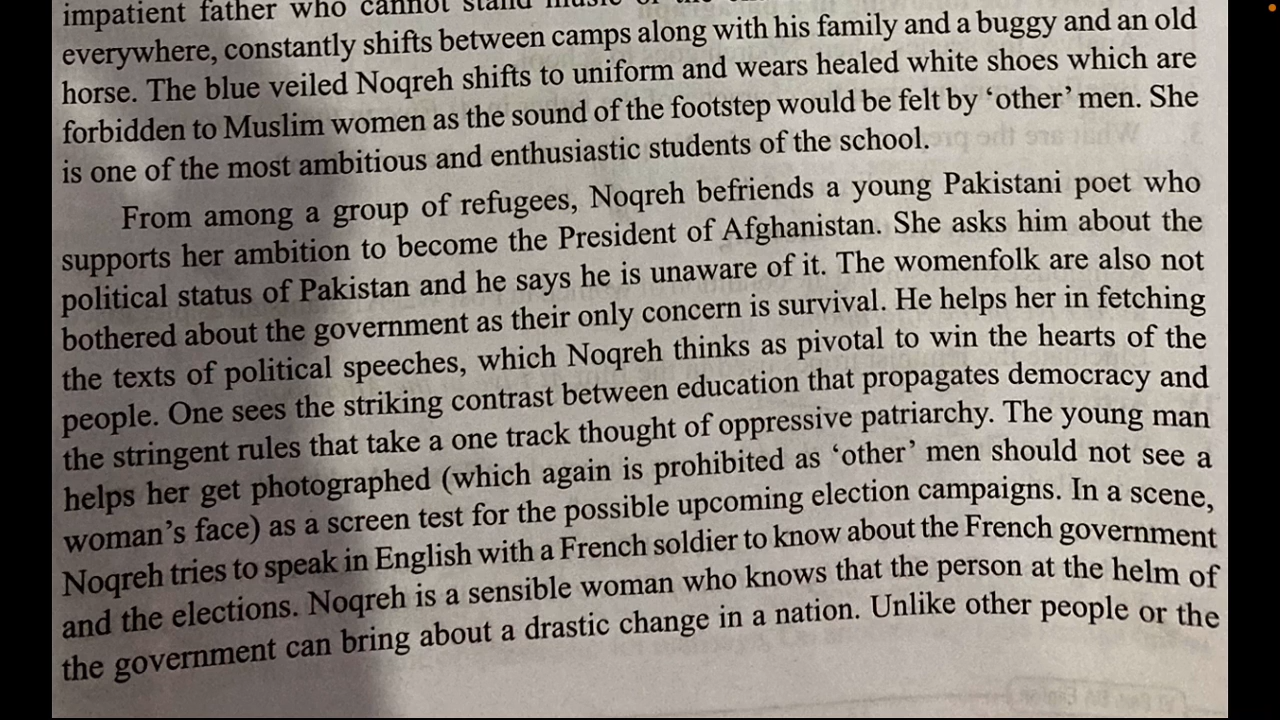 impatient father who cannot stand music
everywhere, constantly shifts between camps along with his family and a buggy and an old
horse. The blue veiled Noqreh shifts to uniform and wears healed white shoes which are
forbidden to Muslim women as the sound of the footstep would be felt by ‘other’ men. She
is one of the most ambitious and enthusiastic students of the school.
From among a group of refugees, Noqreh befriends a young Pakistani poet who
supports her ambition to become the President of Afghanistan. She asks him about the
political status of Pakistan and he says he is unaware of it. The womenfolk are also not
bothered about the government as their only concern is survival. He helps her in fetching
the texts of political speeches, which Noqreh thinks as pivotal to win the hearts of the
people. One sees the striking contrast between education that propagates democracy and
the stringent rules that take a one track thought of oppressive patriarchy. The young man
helps her get photographed (which again is prohibited as ‘other’ men should not see a
woman’s face) as a screen test for the possible upcoming election campaigns. In a scene,
Noqreh tries to speak in English with a French soldier to know about the French government
and the elections. Noqreh is a sensible woman who knows that the person at the helm of
the government can bring about a drastic change in a nation. Unlike other people or the